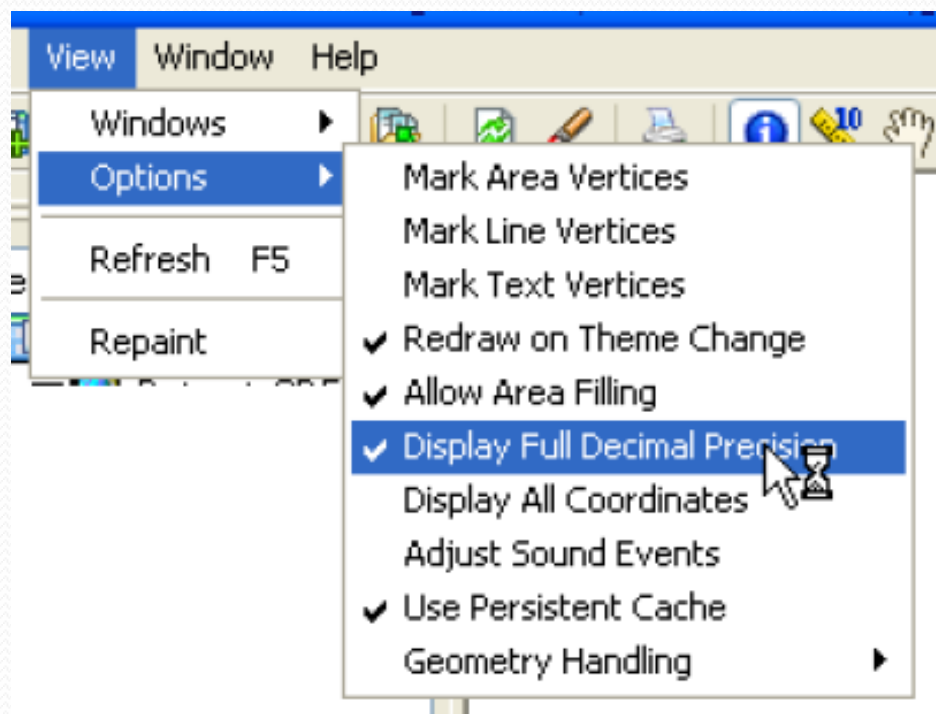 View Window Help
Windows
10
Options
Mark Area Vertices
Mark Line Vertices
Refresh F5
Mark Text Vertices
Repaint
Redraw on Theme Change
Allow Area Filling
Display Full Decimal Precision
Display All Coordinates
Adjust Sound Events
Use Persistent Cache
Geometry Handling